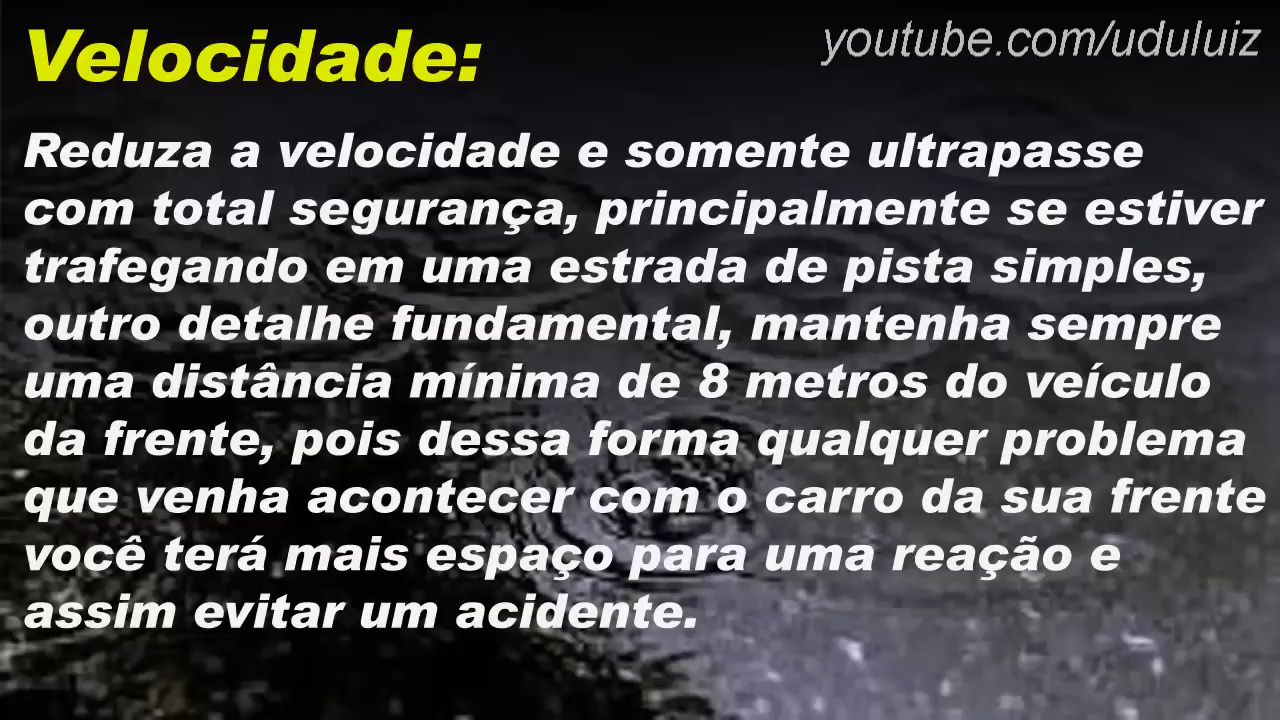 Velocidade:
youtube.com/uduluiz
Reduza a velocidade e somente ultrapasse
com total segurança, principalmente se estiver
trafegando em uma estrada de pista simples,
outro detalhe fundamental, mantenha sempre
uma distância mínima de 8 metros do veículo
da frente, pois dessa forma qualquer problema
que venha acontecer com o carro da sua frente
você terá mais espaço para uma reação e
assim evitar um acidente.